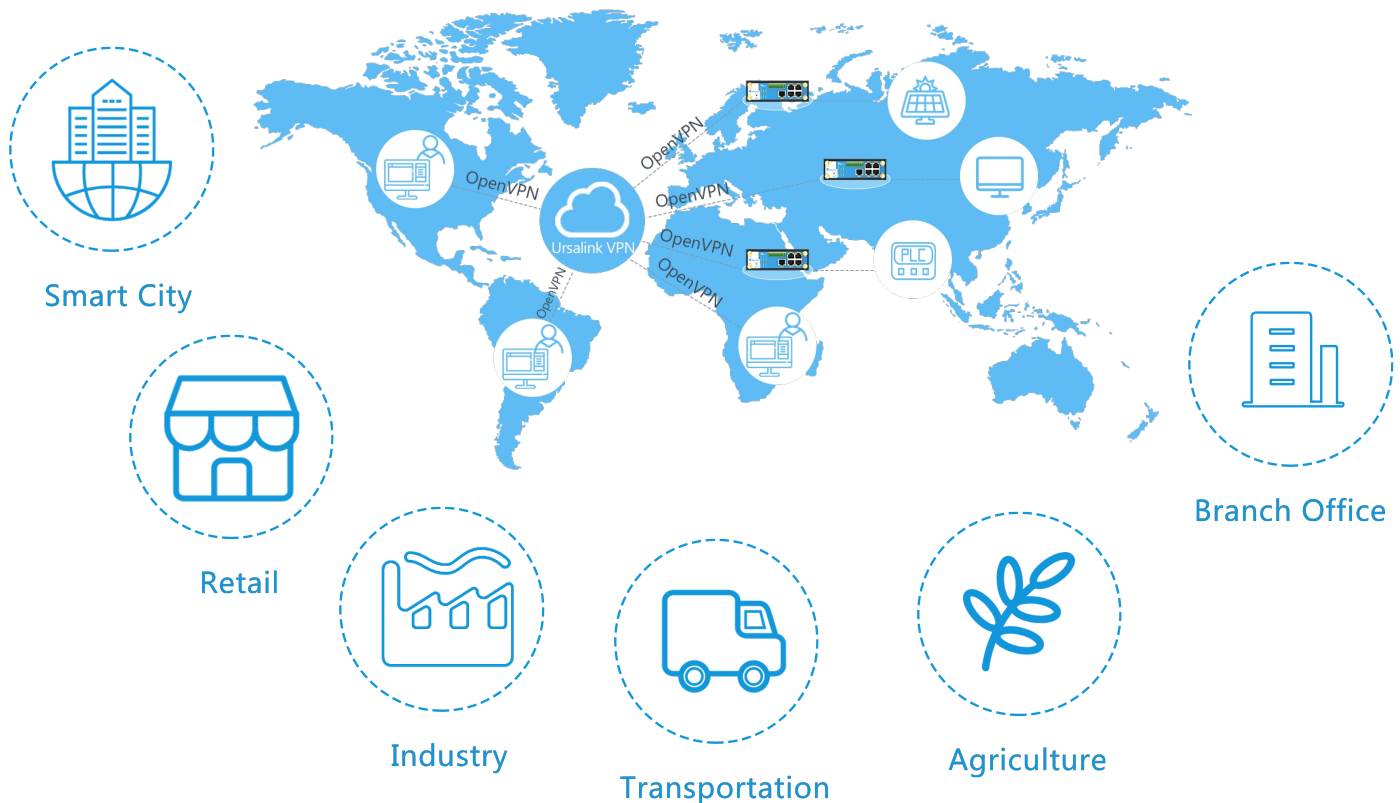 OpenVPN
OpenVPN
OpenVPN
Ursalink VPN
OpenVPN
OpenVPN
OpenVPN
PLC
Smart City
Retail
Industry
Transportation
Agriculture
Branch Office